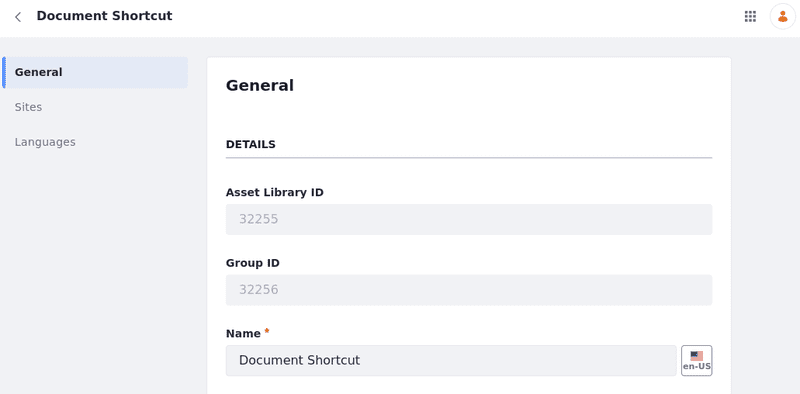 Document Shortcut
General
Sites
Languages
General
DETAILS
Asset Library ID
32255
Group ID
32256
Name *
Document Shortcut
en-US